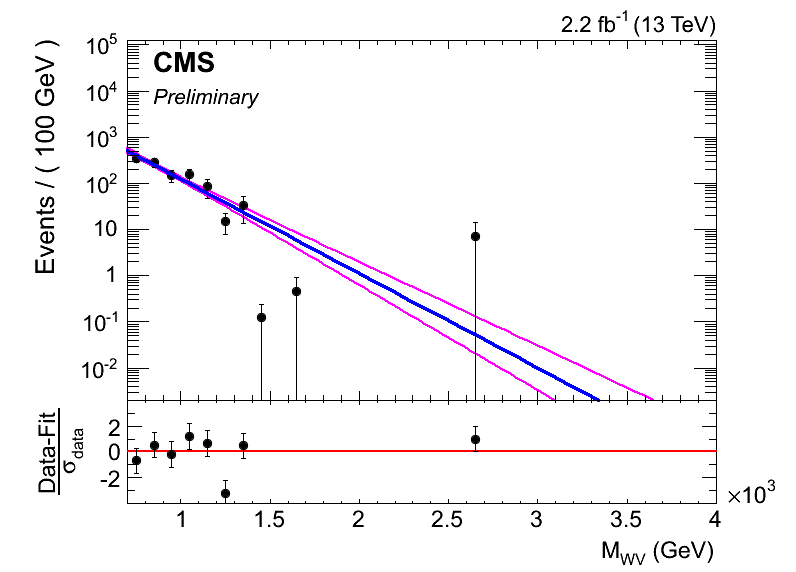 2.2 fb⁻¹ (13 TeV)
CMS
Preliminary
Events / ( 100 GeV )
10⁵
10⁴
10³
10²
10
1
10⁻¹
10⁻²
Data-Fit
σ_data
2
0
-2
1 1.5 2 2.5 3 3.5 4
×10³
M_WV (GeV)